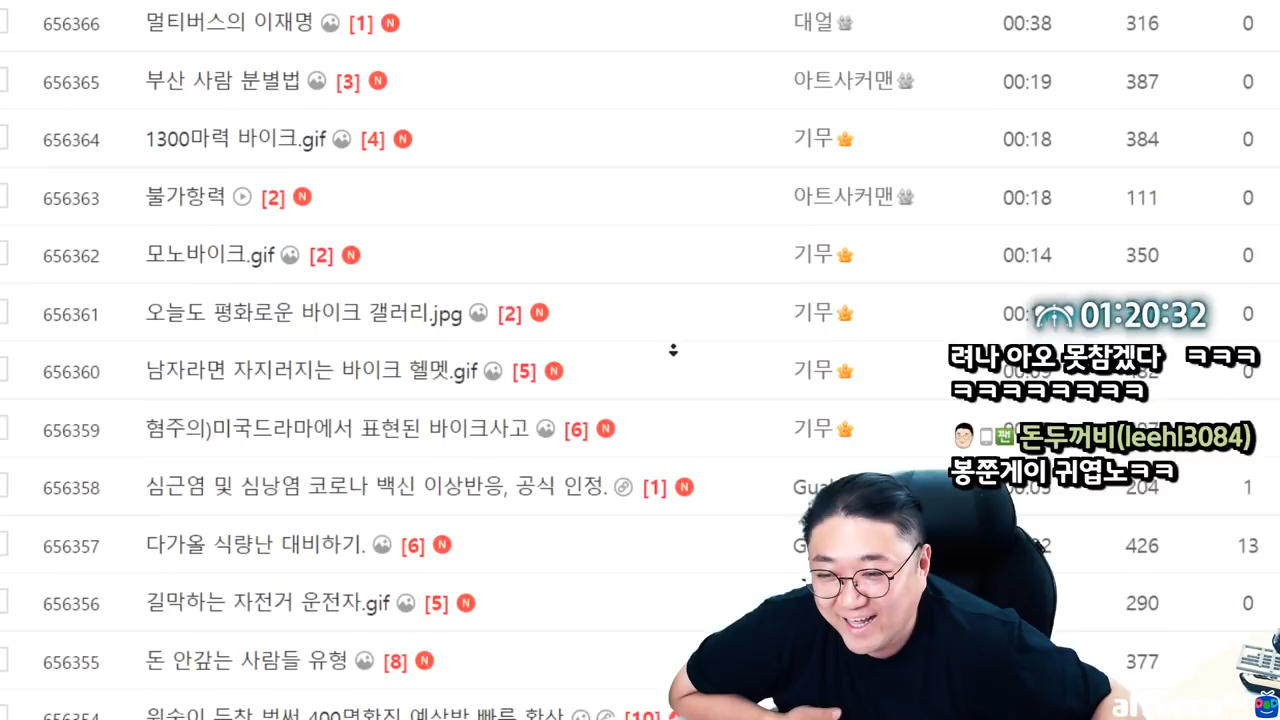 656366 멀티버스의 이재명 [1] N 대얼 00:38 316 0
656365 부산 사람 분별법 [3] N 아트사커맨 00:19 387 0
656364 1300마력 바이크.gif [4] N 기무 00:18 384 0
656363 불가항력 [2] N 아트사커맨 00:18 111 0
656362 모노바이크.gif [2] N 기무 00:14 350 0
656361 오늘도 평화로운 바이크 갤러리.jpg [2] N 기무 0
01:20:32
656360 남자라면 자지러지는 바이크 헬멧.gif [5] N 기무 0
려나 아오 못참겠다 ㅋㅋㅋ
ㅋㅋㅋㅋㅋㅋㅋㅋ
656359 혐주의)미국드라마에서 표현된 바이크사고 [6] N 기무
팬 돈두꺼비(leehl3084)
봉쭌게이 귀엽노ㅋㅋ
656358 심근염 및 심낭염 코로나 백신 이상반응, 공식 인정. [1] N 204 1
656357 다가올 식량난 대비하기. [6] N 426 13
656356 길막하는 자전거 운전자.gif [5] N 290 0
656355 돈 안갚는 사람들 유형 [8] N 377